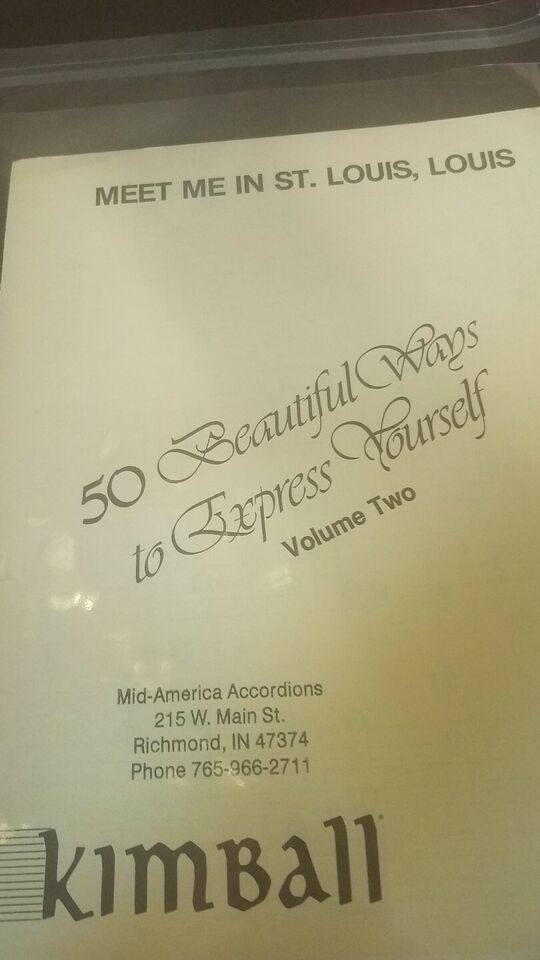 MEET ME IN ST. LOUIS, LOUIS
50 Beautiful Ways
to Express Yourself
Volume Two
Mid-America Accordions
215 W. Main St.
Richmond, IN 47374
Phone 765-966-2711
KIMBALL